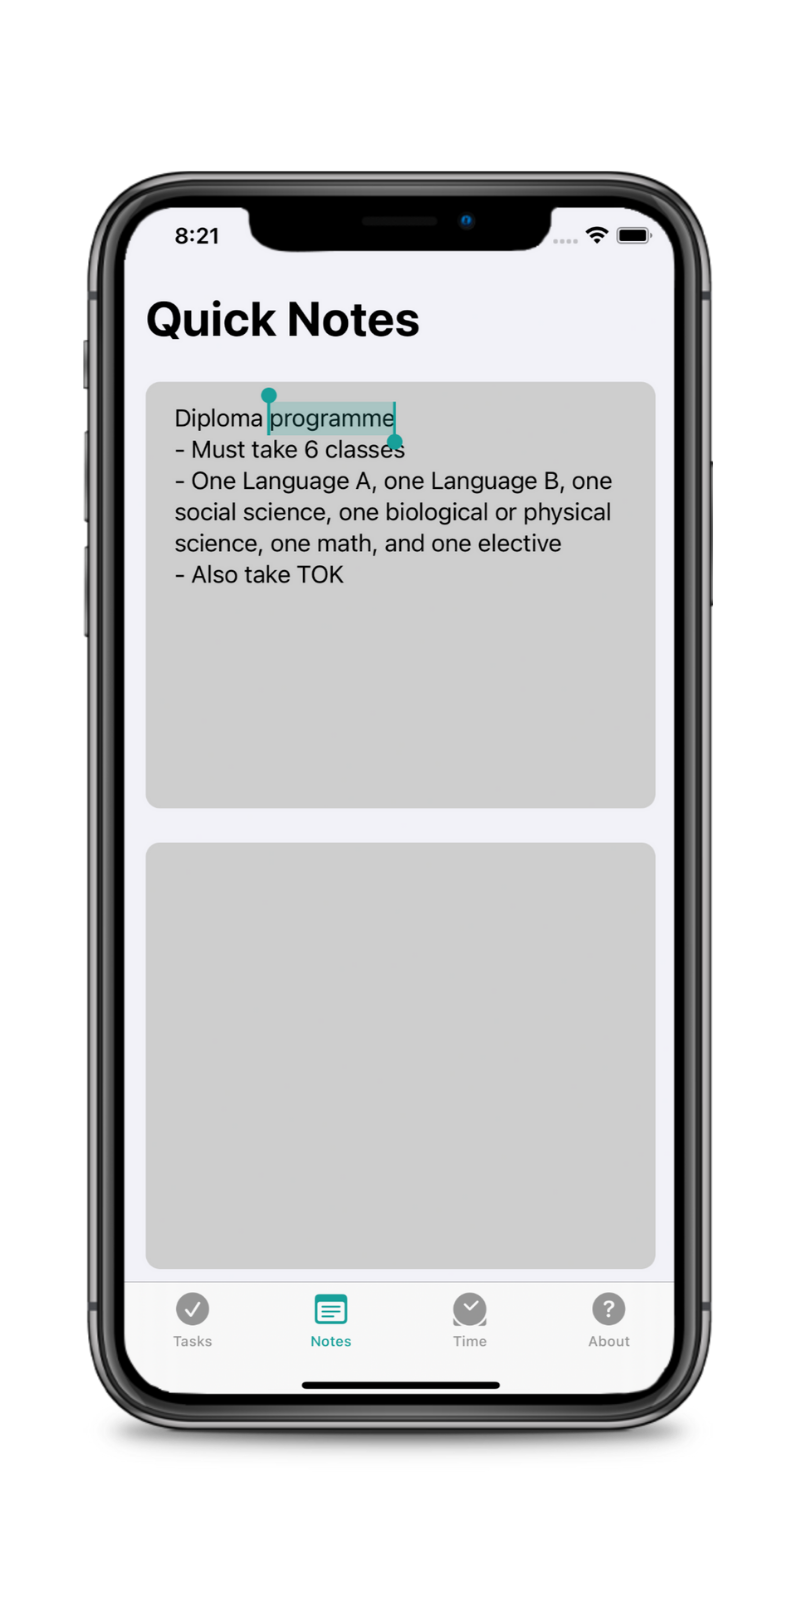 8:21
Quick Notes
Diploma programme
- Must take 6 classes
- One Language A, one Language B, one
social science, one biological or physical
science, one math, and one elective
- Also take TOK
Tasks
Notes
Time
About